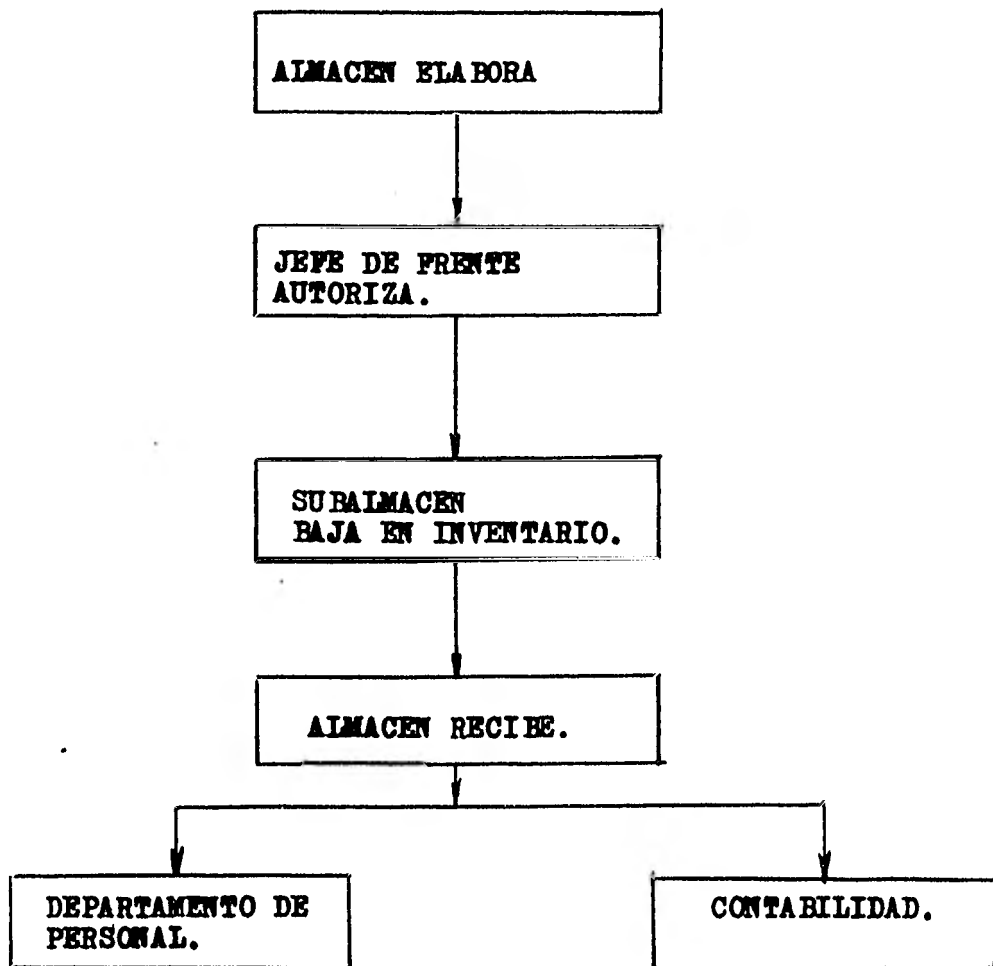 ALMACEN ELABORA
JEFE DE FRENTE
AUTORIZA.
SUBALMACEN
BAJA EN INVENTARIO.
ALMACEN RECIBE.
DEPARTAMENTO DE
PERSONAL.
CONTABILIDAD.